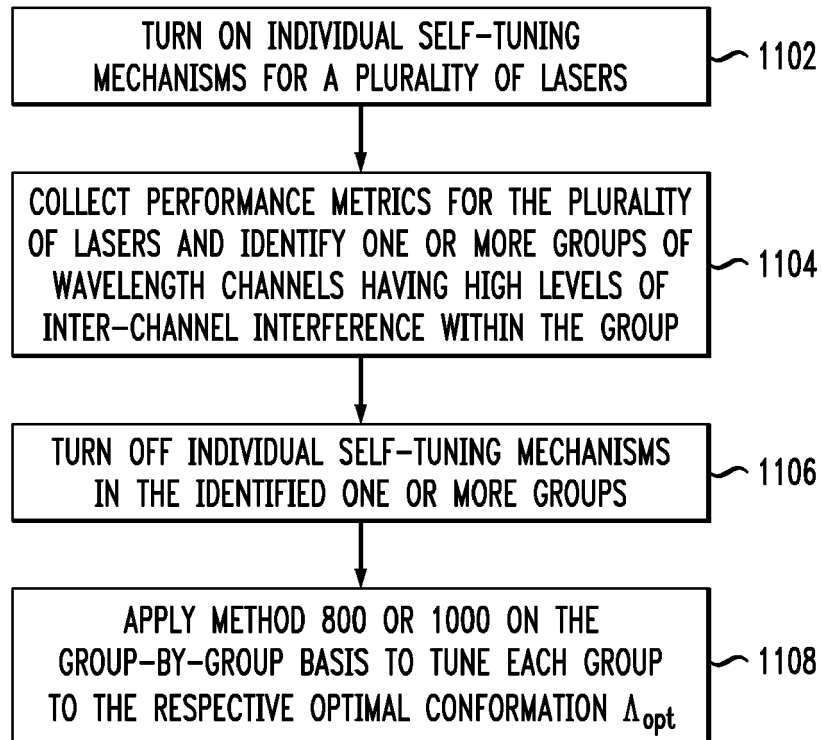 TURN ON INDIVIDUAL SELF-TUNING
MECHANISMS FOR A PLURALITY OF LASERS
1102
COLLECT PERFORMANCE METRICS FOR THE PLURALITY
OF LASERS AND IDENTIFY ONE OR MORE GROUPS OF
WAVELENGTH CHANNELS HAVING HIGH LEVELS OF
INTER-CHANNEL INTERFERENCE WITHIN THE GROUP
1104
TURN OFF INDIVIDUAL SELF-TUNING MECHANISMS
IN THE IDENTIFIED ONE OR MORE GROUPS
1106
APPLY METHOD 800 OR 1000 ON THE
GROUP-BY-GROUP BASIS TO TUNE EACH GROUP
TO THE RESPECTIVE OPTIMAL CONFORMATION Λopt
1108